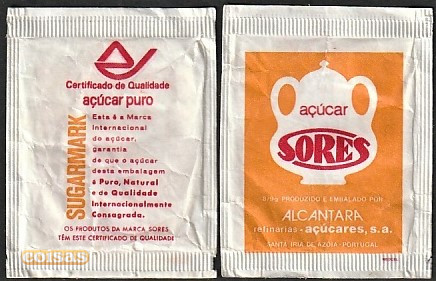 Certificado de Qualidade
açúcar puro
SUGARMARK
Esta é a Marca
Internacional
do açúcar,
garantia
de que o açúcar
desta embalagem
é Puro, Natural
e de Qualidade
Internacionalmente
Consagrada.
OS PRODUTOS DA MARCA SORES
TÊM ESTE CERTIFICADO DE QUALIDADE
coisas
açúcar
SORES
8/9g PRODUZIDO E EMBALADO POR
ALCANTARA
refinarias - açúcares, s.a.
SANTA IRIA DE AZOIA - PORTUGAL